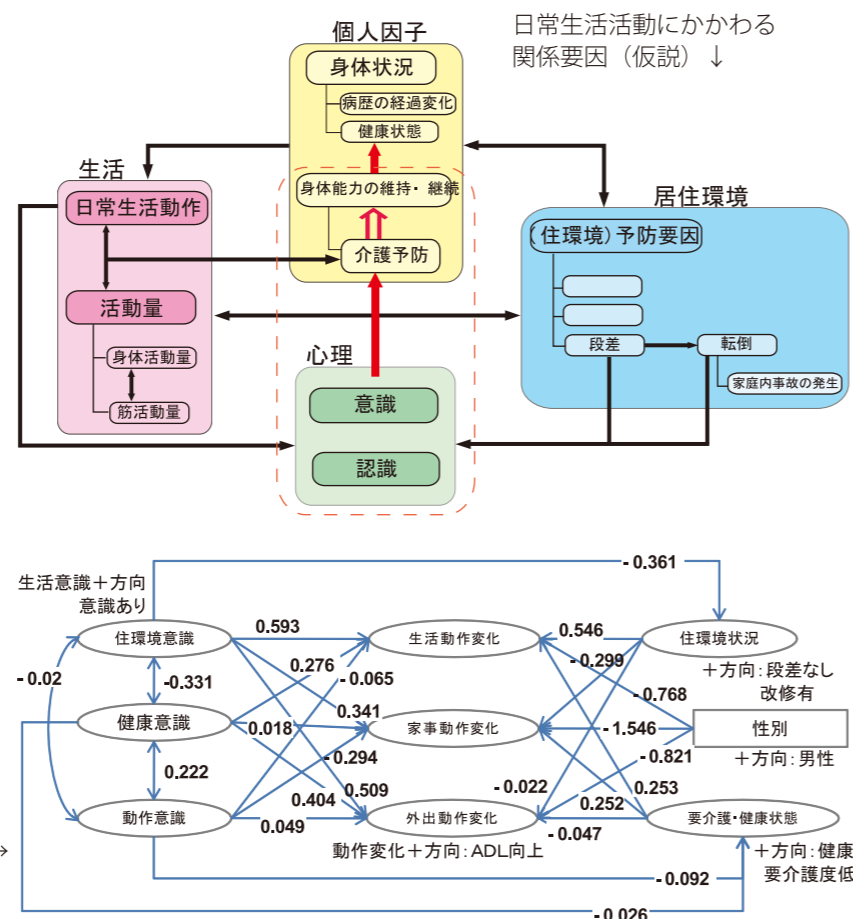 日常生活活動にかかわる
関係要因（仮説）↓
個人因子
身体状況
病歴の経過変化
健康状態
身体能力の維持・継続
介護予防
生活
日常生活動作
活動量
身体活動量
筋活動量
心理
意識
認識
居住環境
（住環境）予防要因
段差
転倒
家庭内事故の発生
- 0.361
生活意識＋方向
意識あり
住環境意識
0.593
生活動作変化
0.546
住環境状況
0.276
-0.065
-0.299
＋方向：段差なし
改修有
- 0.02
-0.331
- 0.768
健康意識
0.018
0.341
家事動作変化
- 1.546
性別
-0.294
- 0.821
＋方向：男性
0.222
0.509
-0.022
0.253
0.404
0.252
動作意識
0.049
外出動作変化
-0.047
要介護・健康状態
動作変化＋方向：ADL向上
＋方向：健康
要介護度低
→
- 0.092
- 0.026